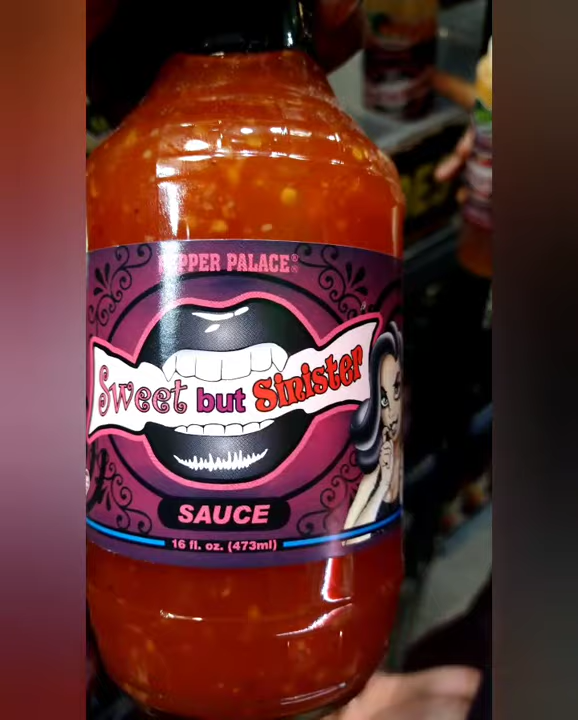 PEPPER PALACE®
Sweet but Sinister
SAUCE
16 fl. oz. (473ml)